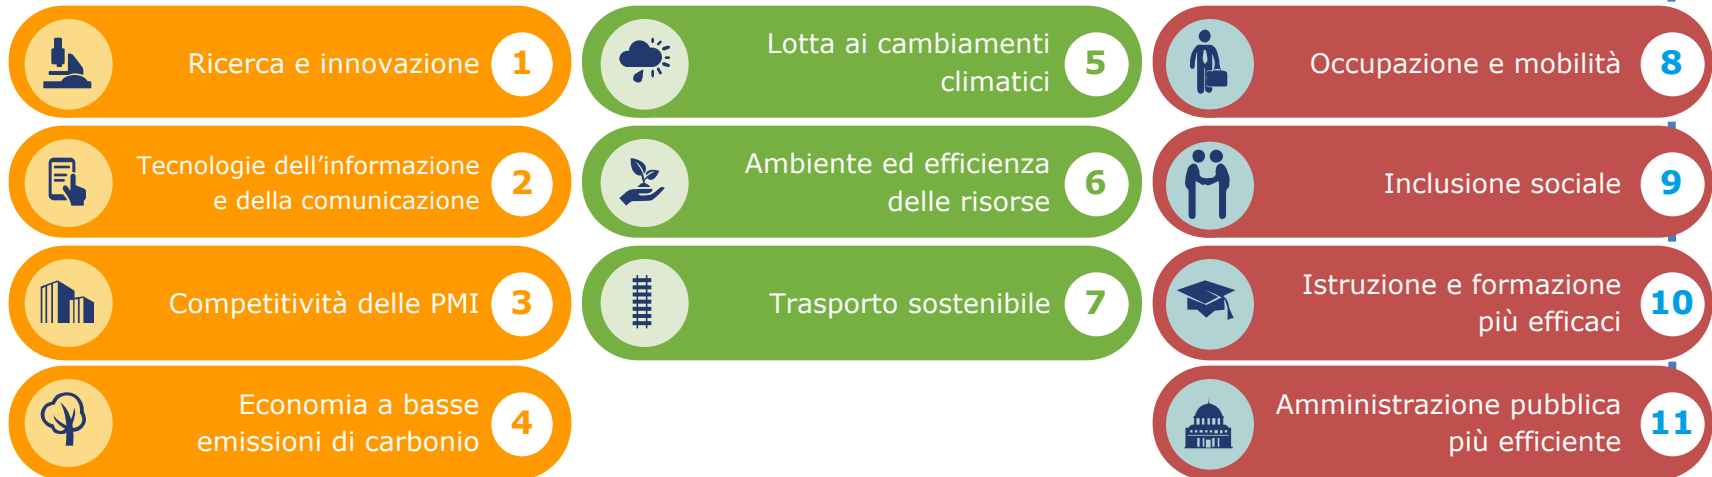 Ricerca e innovazione
1
Tecnologie dell’informazione
e della comunicazione
2
Competitività delle PMI
3
Economia a basse
emissioni di carbonio
4
Lotta ai cambiamenti
climatici
5
Ambiente ed efficienza
delle risorse
6
Trasporto sostenibile
7
Occupazione e mobilità
8
Inclusione sociale
9
Istruzione e formazione
più efficaci
10
Amministrazione pubblica
più efficiente
11